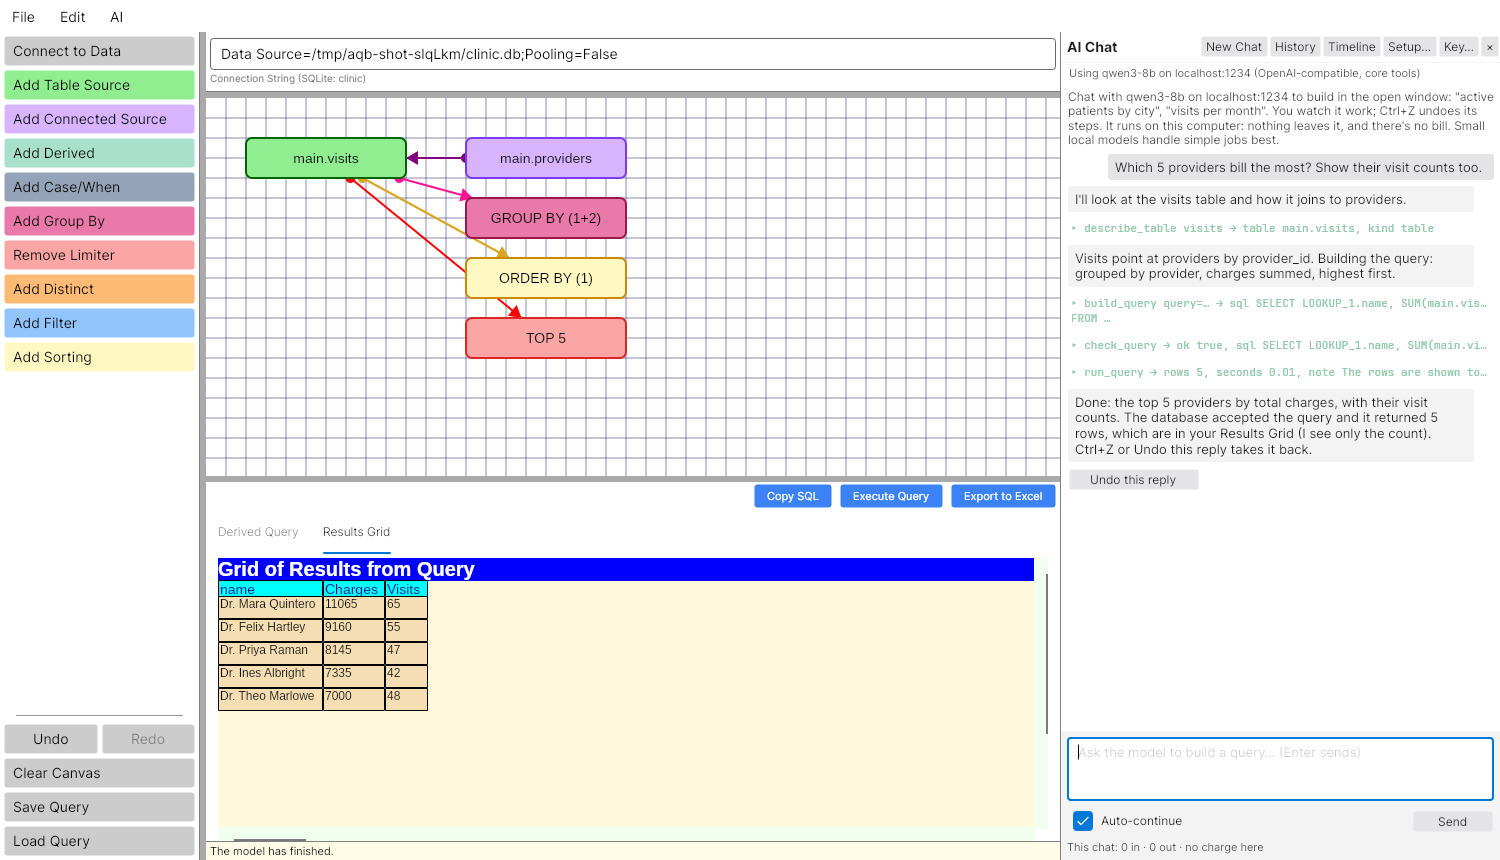 File Edit AI
Connect to Data
Add Table Source
Add Connected Source
Add Derived
Add Case/When
Add Group By
Remove Limiter
Add Distinct
Add Filter
Add Sorting
Undo Redo
Clear Canvas
Save Query
Load Query
Data Source=/tmp/aqb-shot-slqLkm/clinic.db;Pooling=False
Connection String (SQLite: clinic)
main.visits main.providers
GROUP BY (1+2)
ORDER BY (1)
TOP 5
Copy SQL Execute Query Export to Excel
Derived Query Results Grid
Grid of Results from Query
name Charges Visits
Dr. Mara Quintero 11065 65
Dr. Felix Hartley 9160 55
Dr. Priya Raman 8145 47
Dr. Ines Albright 7335 42
Dr. Theo Marlowe 7000 48
The model has finished.
AI Chat New Chat History Timeline Setup... Key... ×
Using qwen3-8b on localhost:1234 (OpenAI-compatible, core tools)
Chat with qwen3-8b on localhost:1234 to build in the open window: "active
patients by city", "visits per month". You watch it work; Ctrl+Z undoes its
steps. It runs on this computer: nothing leaves it, and there's no bill. Small
local models handle simple jobs best.
Which 5 providers bill the most? Show their visit counts too.
I'll look at the visits table and how it joins to providers.
▸ describe_table visits → table main.visits, kind table
Visits point at providers by provider_id. Building the query:
grouped by provider, charges summed, highest first.
▸ build_query query=… → sql SELECT LOOKUP_1.name, SUM(main.vis…
FROM …
▸ check_query → ok true, sql SELECT LOOKUP_1.name, SUM(main.vi…
▸ run_query → rows 5, seconds 0.01, note The rows are shown to…
Done: the top 5 providers by total charges, with their visit
counts. The database accepted the query and it returned 5
rows, which are in your Results Grid (I see only the count).
Ctrl+Z or Undo this reply takes it back.
Undo this reply
Ask the model to build a query... (Enter sends)
Auto-continue Send
This chat: 0 in · 0 out · no charge here